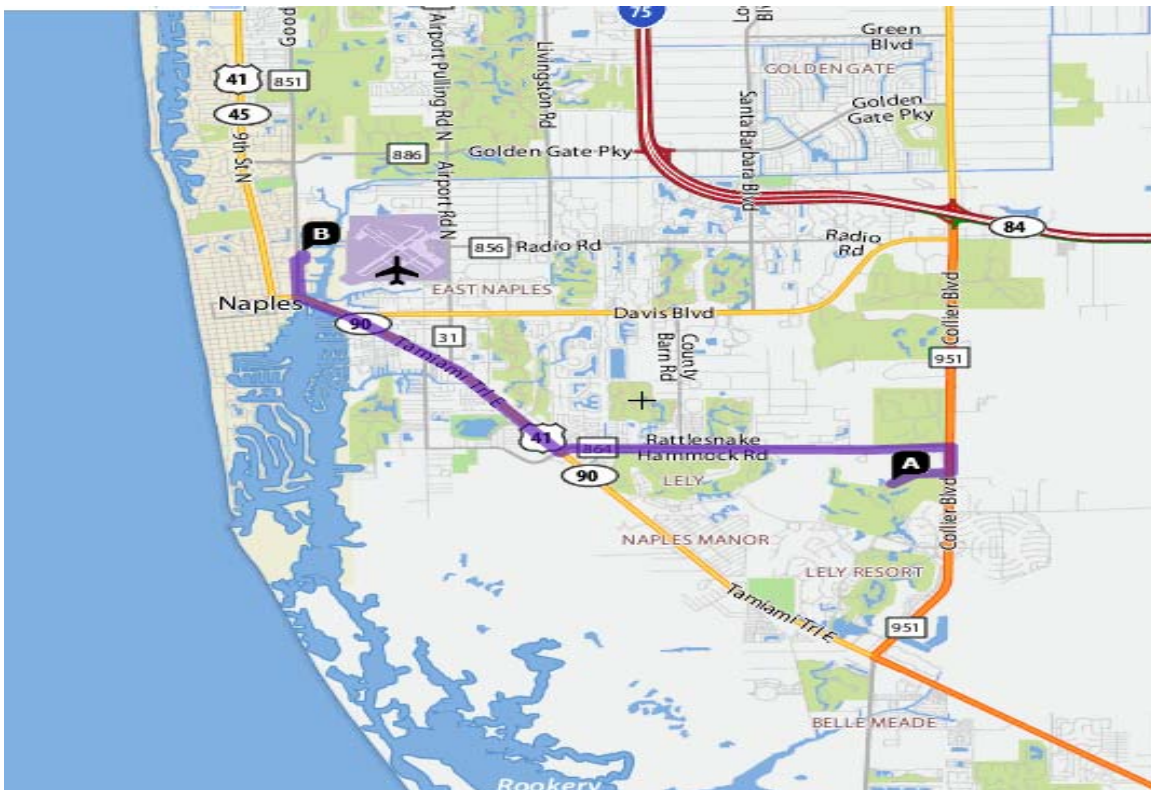 75
Blv
Lo
Green
Blvd
GOLDEN GATE
Golden
Gate Pky
Good
41
851
45
9th St N
Airport Pulling Rd N
Livingston Rd
Santa Barbara Blvd
886
Golden Gate Pky
Airport Rd N
84
B
856
Radio Rd
Radio
Rd
EAST NAPLES
Naples
90
Davis Blvd
31
Tamiami Trl E
County
Barn Rd
Collier Blvd
951
41
864
Rattlesnake
Hammock Rd
A
90
LELY
Collier Blvd
NAPLES MANOR
LELY RESORT
Tamiami Trl E
951
BELLE MEADE
Rookery